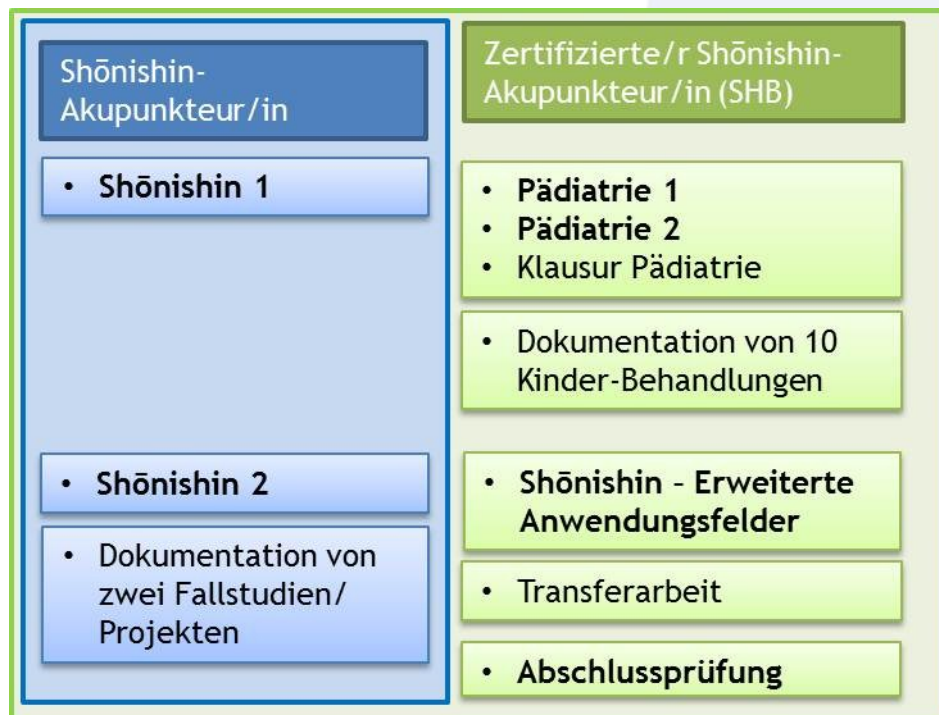 Shōnishin-
Akupunkteur/in
• Shōnishin 1
• Shōnishin 2
• Dokumentation von
zwei Fallstudien/
Projekten
Zertifizierte/r Shōnishin-
Akupunkteur/in (SHB)
• Pädiatrie 1
• Pädiatrie 2
• Klausur Pädiatrie
• Dokumentation von 10
Kinder-Behandlungen
• Shōnishin – Erweiterte
Anwendungsfelder
• Transferarbeit
• Abschlussprüfung